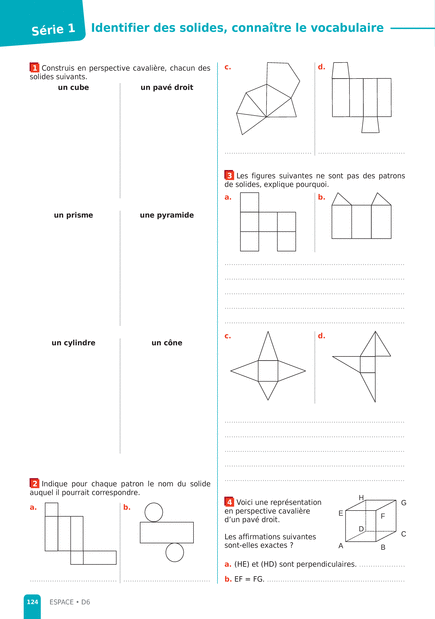 Série 1
Identifier des solides, connaître le vocabulaire
1 Construis en perspective cavalière, chacun des
solides suivants.
un cube
un pavé droit
un prisme
une pyramide
un cylindre
un cône
2 Indique pour chaque patron le nom du solide
auquel il pourrait correspondre.
a.
b.
c.
d.
3 Les figures suivantes ne sont pas des patrons
de solides, explique pourquoi.
a.
b.
c.
d.
4 Voici une représentation
en perspective cavalière
d'un pavé droit.
Les affirmations suivantes
sont-elles exactes ?
H
G
E
F
D
C
A
B
a. (HE) et (HD) sont perpendiculaires.
b. EF = FG.
124 ESPACE • D6